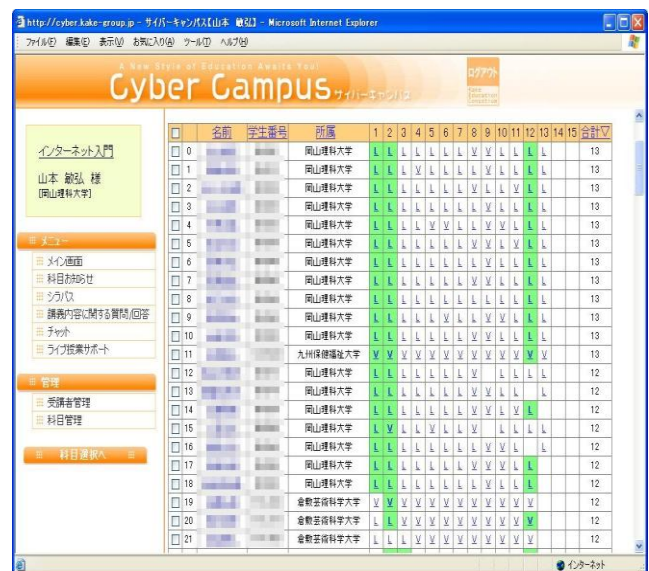 http://cyber.kake-group.jp - サイバーキャンパス【山本 敏弘】 - Microsoft Internet Explorer
ファイル(F) 編集(E) 表示(V) お気に入り(A) ツール(T) ヘルプ(H)
A New Style of Education Awaits You!
Cyber Campus サイバーキャンパス
ログアウト
Kake Education Consortium
インターネット入門
山本 敏弘 様
[岡山理科大学]
メニュー
メイン画面
科目お知らせ
シラバス
講義内容に関する質問/回答
チャット
ライブ授業サポート
管理
受講者管理
科目管理
科目選択へ
名前 学生番号 所属 1 2 3 4 5 6 7 8 9 10 11 12 13 14 15 合計▽
0 岡山理科大学 L L L L L L L V V L L L L 13
1 岡山理科大学 L L L V L L L L V L L L L 13
2 岡山理科大学 L L L L L L L V L L V L L 13
3 岡山理科大学 L L L L L L L L V L L L L 13
4 岡山理科大学 L L L L V V L L V L L L L 13
5 岡山理科大学 L L L L L L L V V L V L L 13
6 岡山理科大学 L L L L L L L L V L L L L 13
7 岡山理科大学 L L L L L L L V V L L L L 13
8 岡山理科大学 L L L L L L L L L L L L L 13
9 岡山理科大学 L L L L L V L L V V L L L 13
10 岡山理科大学 L L L L L L L V V L L L L 13
11 九州保健福祉大学 V V V V V V V V V V V V V 13
12 岡山理科大学 L L L L L L L V L L L L 12
13 岡山理科大学 L L L L L L L V V L L L 12
14 岡山理科大学 L L L L L L L V V L V L 12
15 岡山理科大学 L V L L V L L V L L L L 12
16 岡山理科大学 L L L L L L L L V V L L 12
17 岡山理科大学 L L L L L L L V V V L L 12
18 岡山理科大学 L L L L L L L V V L L L 12
19 倉敷芸術科学大学 V V V V V V V V V V V V 12
20 倉敷芸術科学大学 L L V V V V V V V V V V 12
21 倉敷芸術科学大学 L L L V V V V V V V V V 12
インターネット